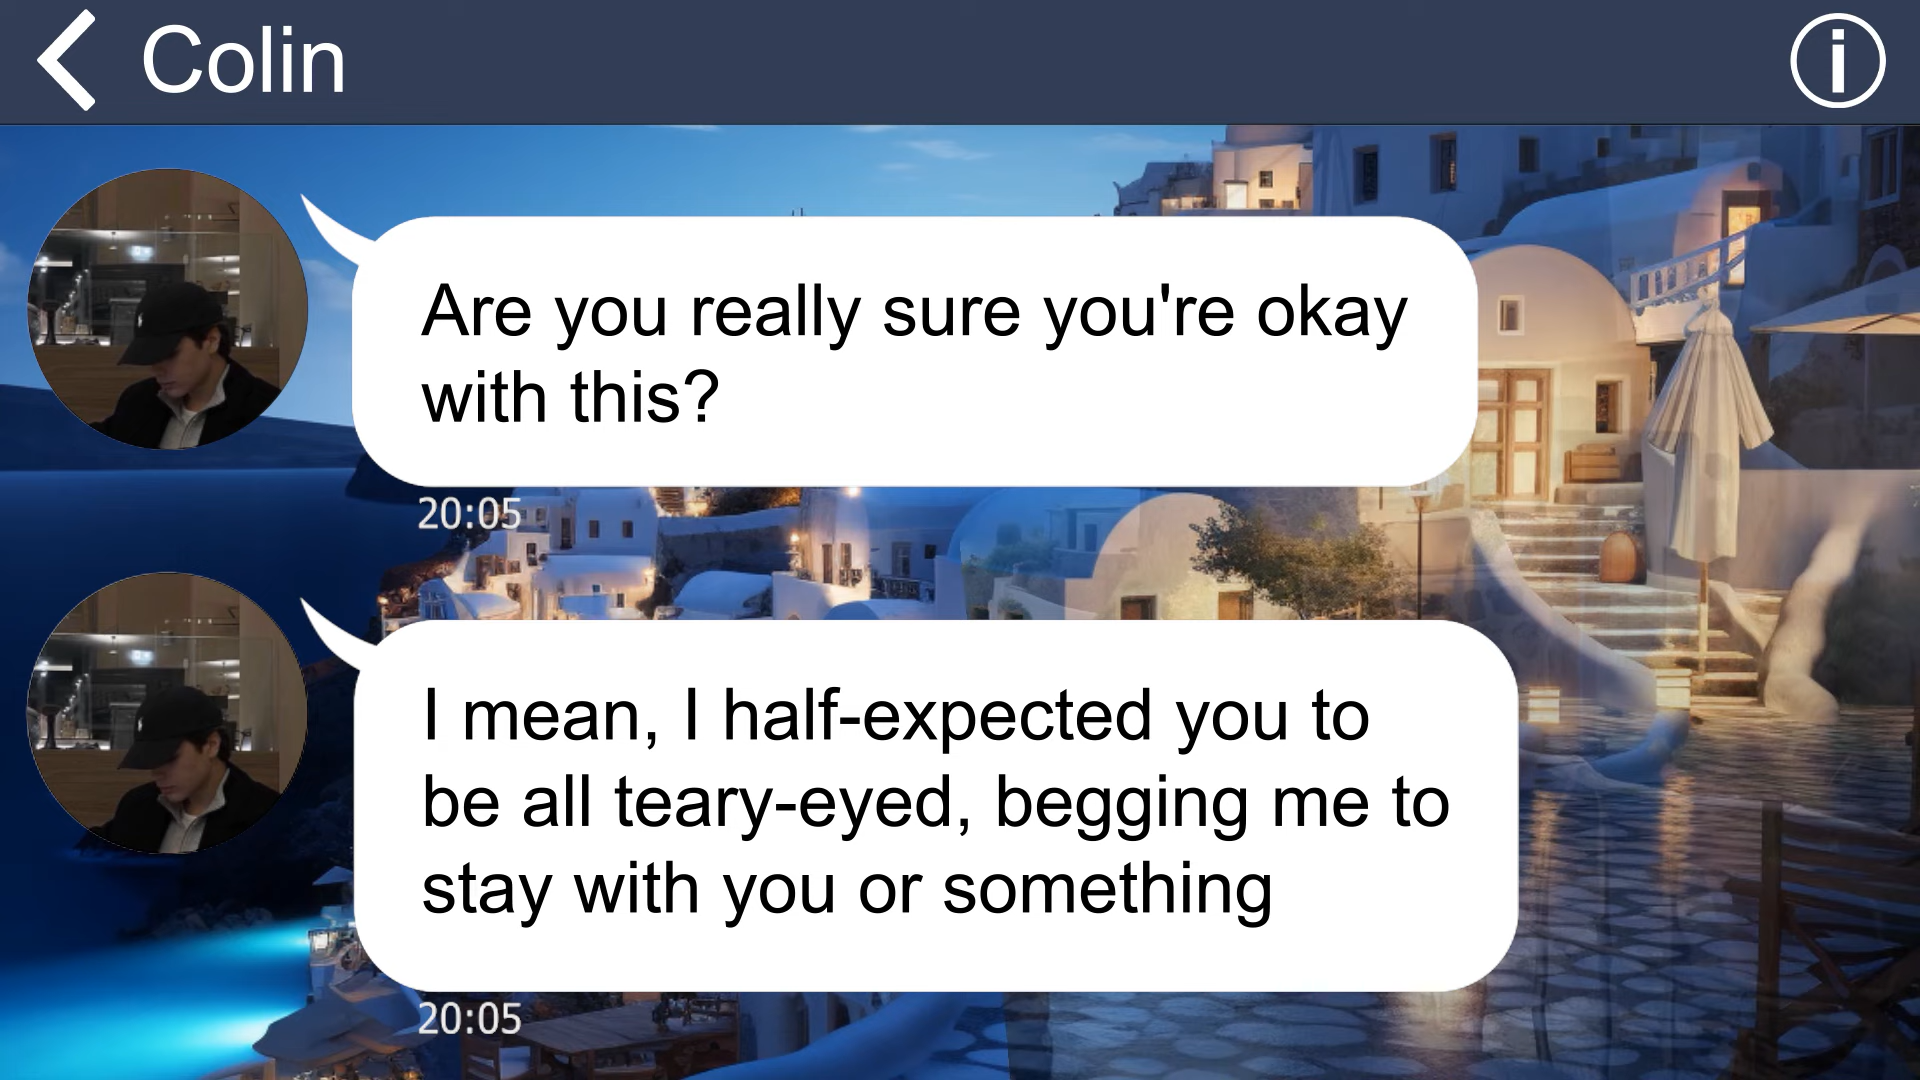 Colin
Are you really sure you're okay
with this?
20:05
I mean, I half-expected you to
be all teary-eyed, begging me to
stay with you or something
20:05